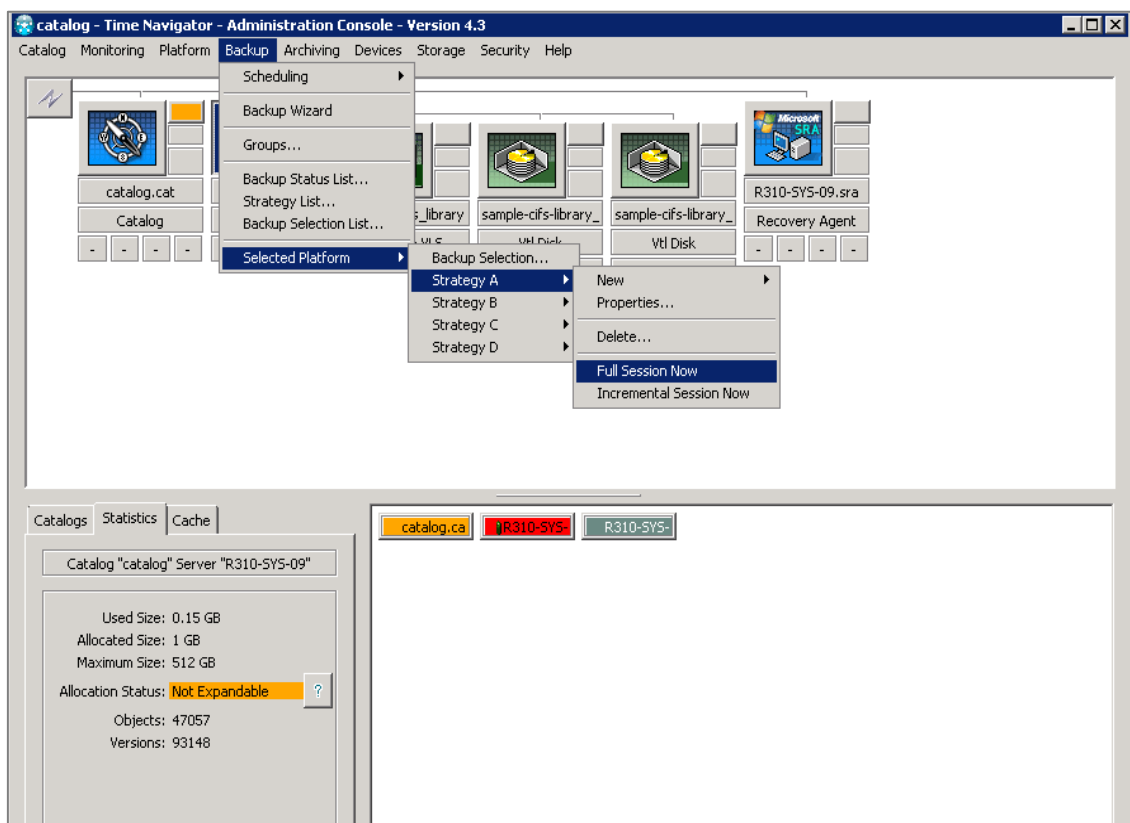 catalog - Time Navigator - Administration Console - Version 4.3
Catalog Monitoring Platform Backup Archiving Devices Storage Security Help
Scheduling
Backup Wizard
Groups...
Backup Status List...
Strategy List...
Backup Selection List...
Selected Platform
Backup Selection...
Strategy A
Strategy B
Strategy C
Strategy D
New
Properties...
Delete...
Full Session Now
Incremental Session Now
catalog.cat
Catalog
- - - -
s_library
sample-cifs-library_
Vtl Disk
sample-cifs-library_
Vtl Disk
Microsoft
SRA
R310-SYS-09.sra
Recovery Agent
- - - -
Catalogs Statistics Cache
Catalog "catalog" Server "R310-SYS-09"
Used Size: 0.15 GB
Allocated Size: 1 GB
Maximum Size: 512 GB
Allocation Status: Not Expandable ?
Objects: 47057
Versions: 93148
catalog.ca R310-SYS- R310-SYS-